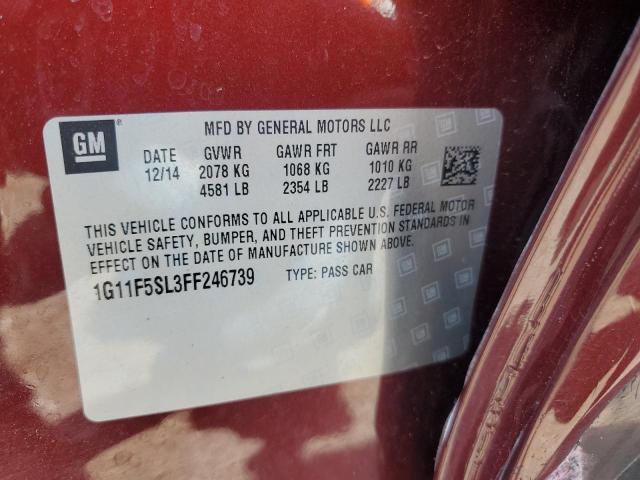 GM
MFD BY GENERAL MOTORS LLC
DATE GVWR GAWR FRT GAWR RR
12/14 2078 KG 1068 KG 1010 KG
4581 LB 2354 LB 2227 LB
THIS VEHICLE CONFORMS TO ALL APPLICABLE U.S. FEDERAL MOTOR
VEHICLE SAFETY, BUMPER, AND THEFT PREVENTION STANDARDS IN
EFFECT ON THE DATE OF MANUFACTURE SHOWN ABOVE.
1G11F5SL3FF246739 TYPE: PASS CAR